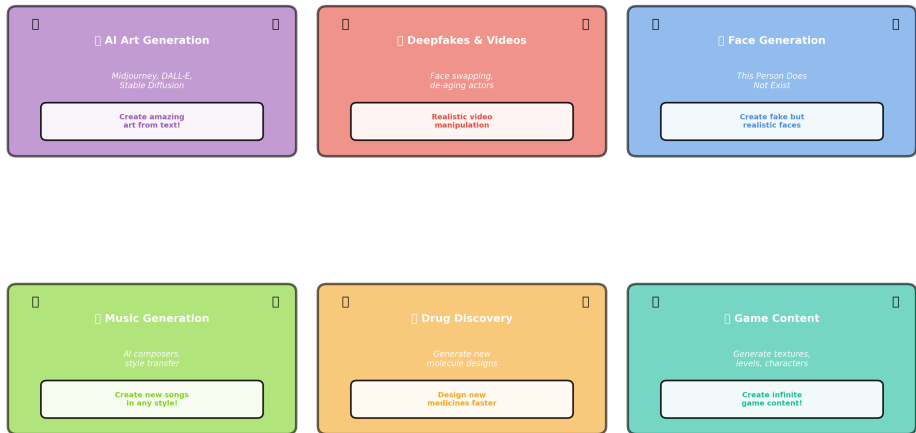 AI Art Generation
Midjourney, DALL-E,
Stable Diffusion
Create amazing
art from text!
Deepfakes & Videos
Face swapping,
de-aging actors
Realistic video
manipulation
Face Generation
This Person Does
Not Exist
Create fake but
realistic faces
Music Generation
AI composers,
style transfer
Create new songs
in any style!
Drug Discovery
Generate new
molecule designs
Design new
medicines faster
Game Content
Generate textures,
levels, characters
Create infinite
game content!